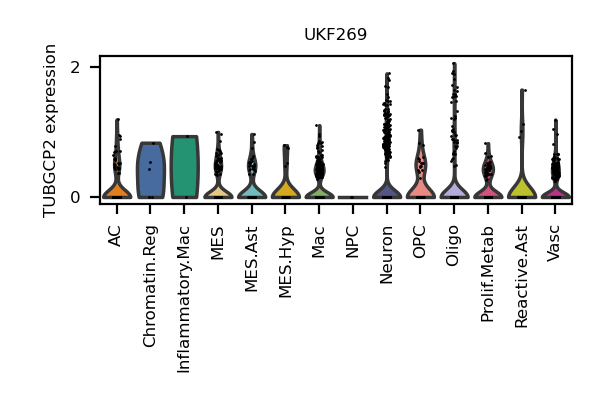 UKF269
TUBGCP2 expression
2
0
AC
Chromatin.Reg
Inflammatory.Mac
MES
MES.Ast
MES.Hyp
Mac
NPC
Neuron
OPC
Oligo
Prolif.Metab
Reactive.Ast
Vasc